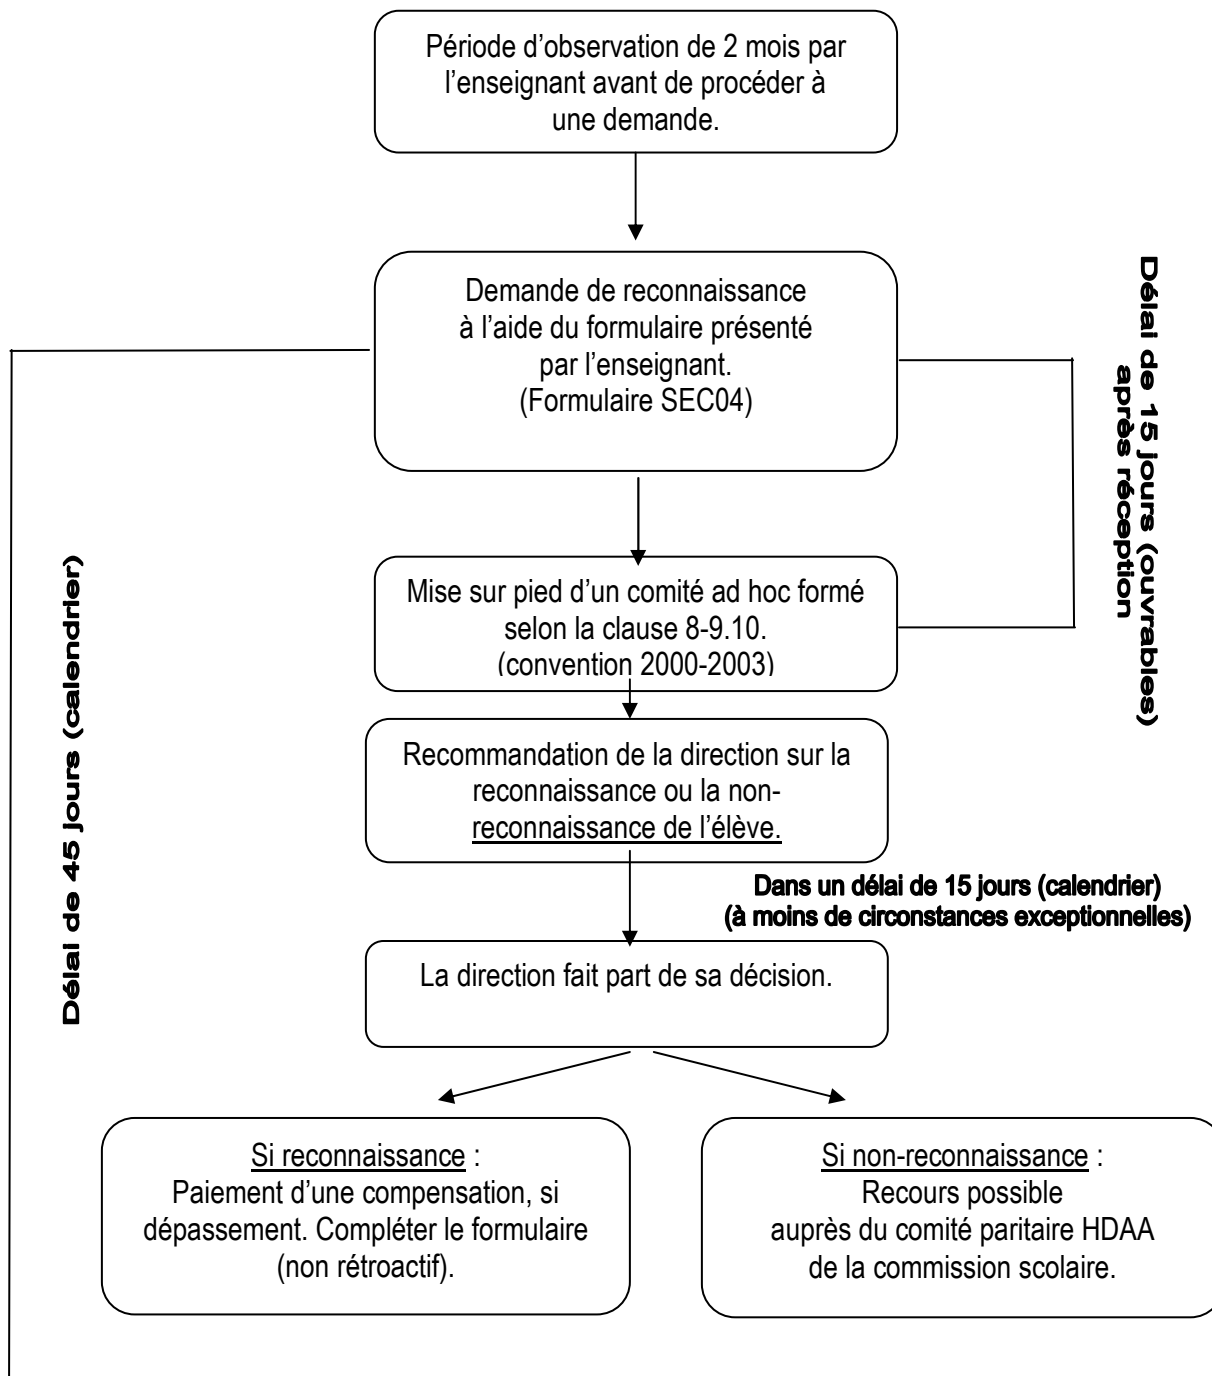 Période d'observation de 2 mois par
l'enseignant avant de procéder à
une demande.
Demande de reconnaissance
à l'aide du formulaire présenté
par l'enseignant.
(Formulaire SEC04)
Délai de 15 jours (ouvrables)
après réception
Mise sur pied d'un comité ad hoc formé
selon la clause 8-9.10.
(convention 2000-2003)
Délai de 45 jours (calendrier)
Recommandation de la direction sur la
reconnaissance ou la non-
reconnaissance de l'élève.
Dans un délai de 15 jours (calendrier)
(à moins de circonstances exceptionnelles)
La direction fait part de sa décision.
Si reconnaissance :
Paiement d'une compensation, si
dépassement. Compléter le formulaire
(non rétroactif).
Si non-reconnaissance :
Recours possible
auprès du comité paritaire HDAA
de la commission scolaire.